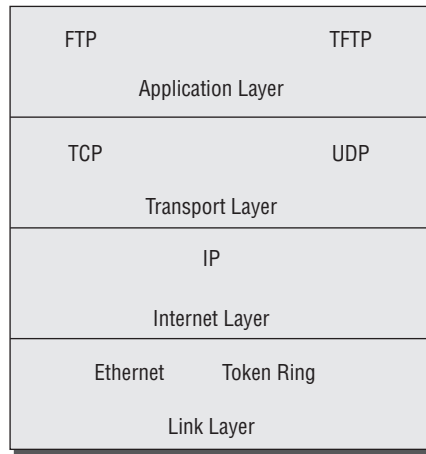 FTP TFTP
Application Layer
TCP UDP
Transport Layer
IP
Internet Layer
Ethernet Token Ring
Link Layer